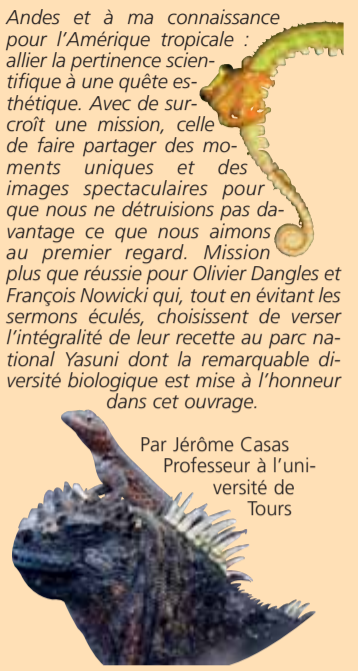 Andes et à ma connaissance
pour l’Amérique tropicale :
allier la pertinence scien-
tifique à une quête es-
thétique. Avec de sur-
croît une mission, celle
de faire partager des mo-
ments uniques et des
images spectaculaires pour
que nous ne détruisions pas da-
vantage ce que nous aimons
au premier regard. Mission
plus que réussie pour Olivier Dangles et
François Nowicki qui, tout en évitant les
sermons éculés, choisissent de verser
l’intégralité de leur recette au parc na-
tional Yasuni dont la remarquable di-
versité biologique est mise à l’honneur
dans cet ouvrage.
Par Jérôme Casas
Professeur à l’uni-
versité de
Tours